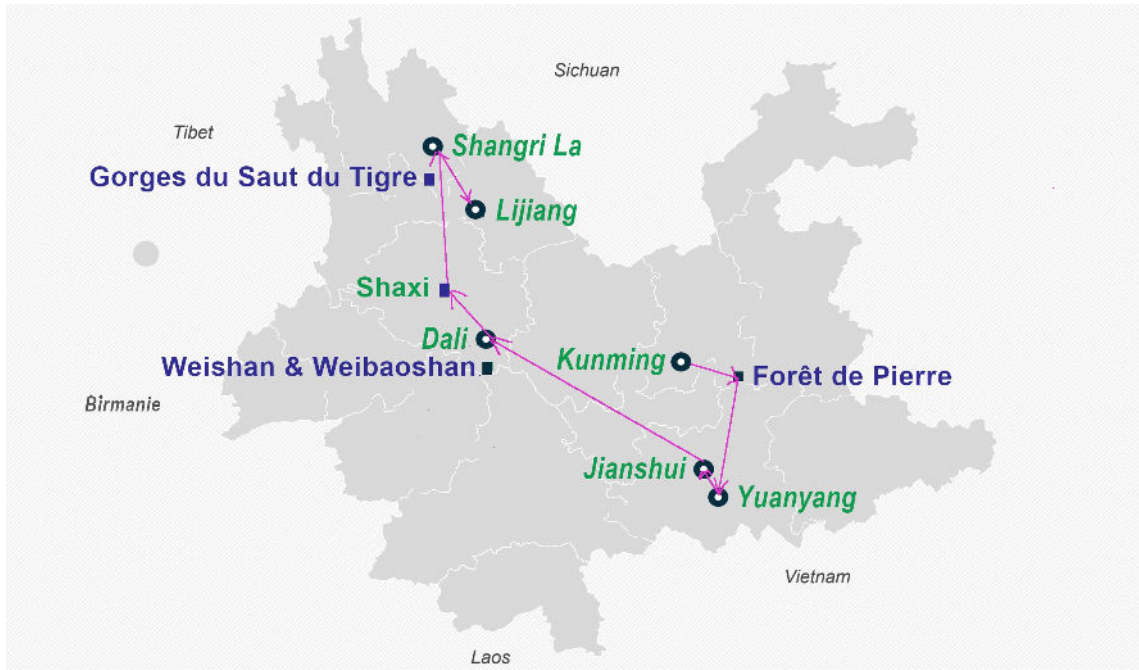 Sichuan
Tibet
Shangri La
Gorges du Saut du Tigre
Lijiang
Shaxi
Dali
Kunming
Weishan & Weibaoshan
Forêt de Pierre
Birmanie
Jianshui
Yuanyang
Vietnam
Laos